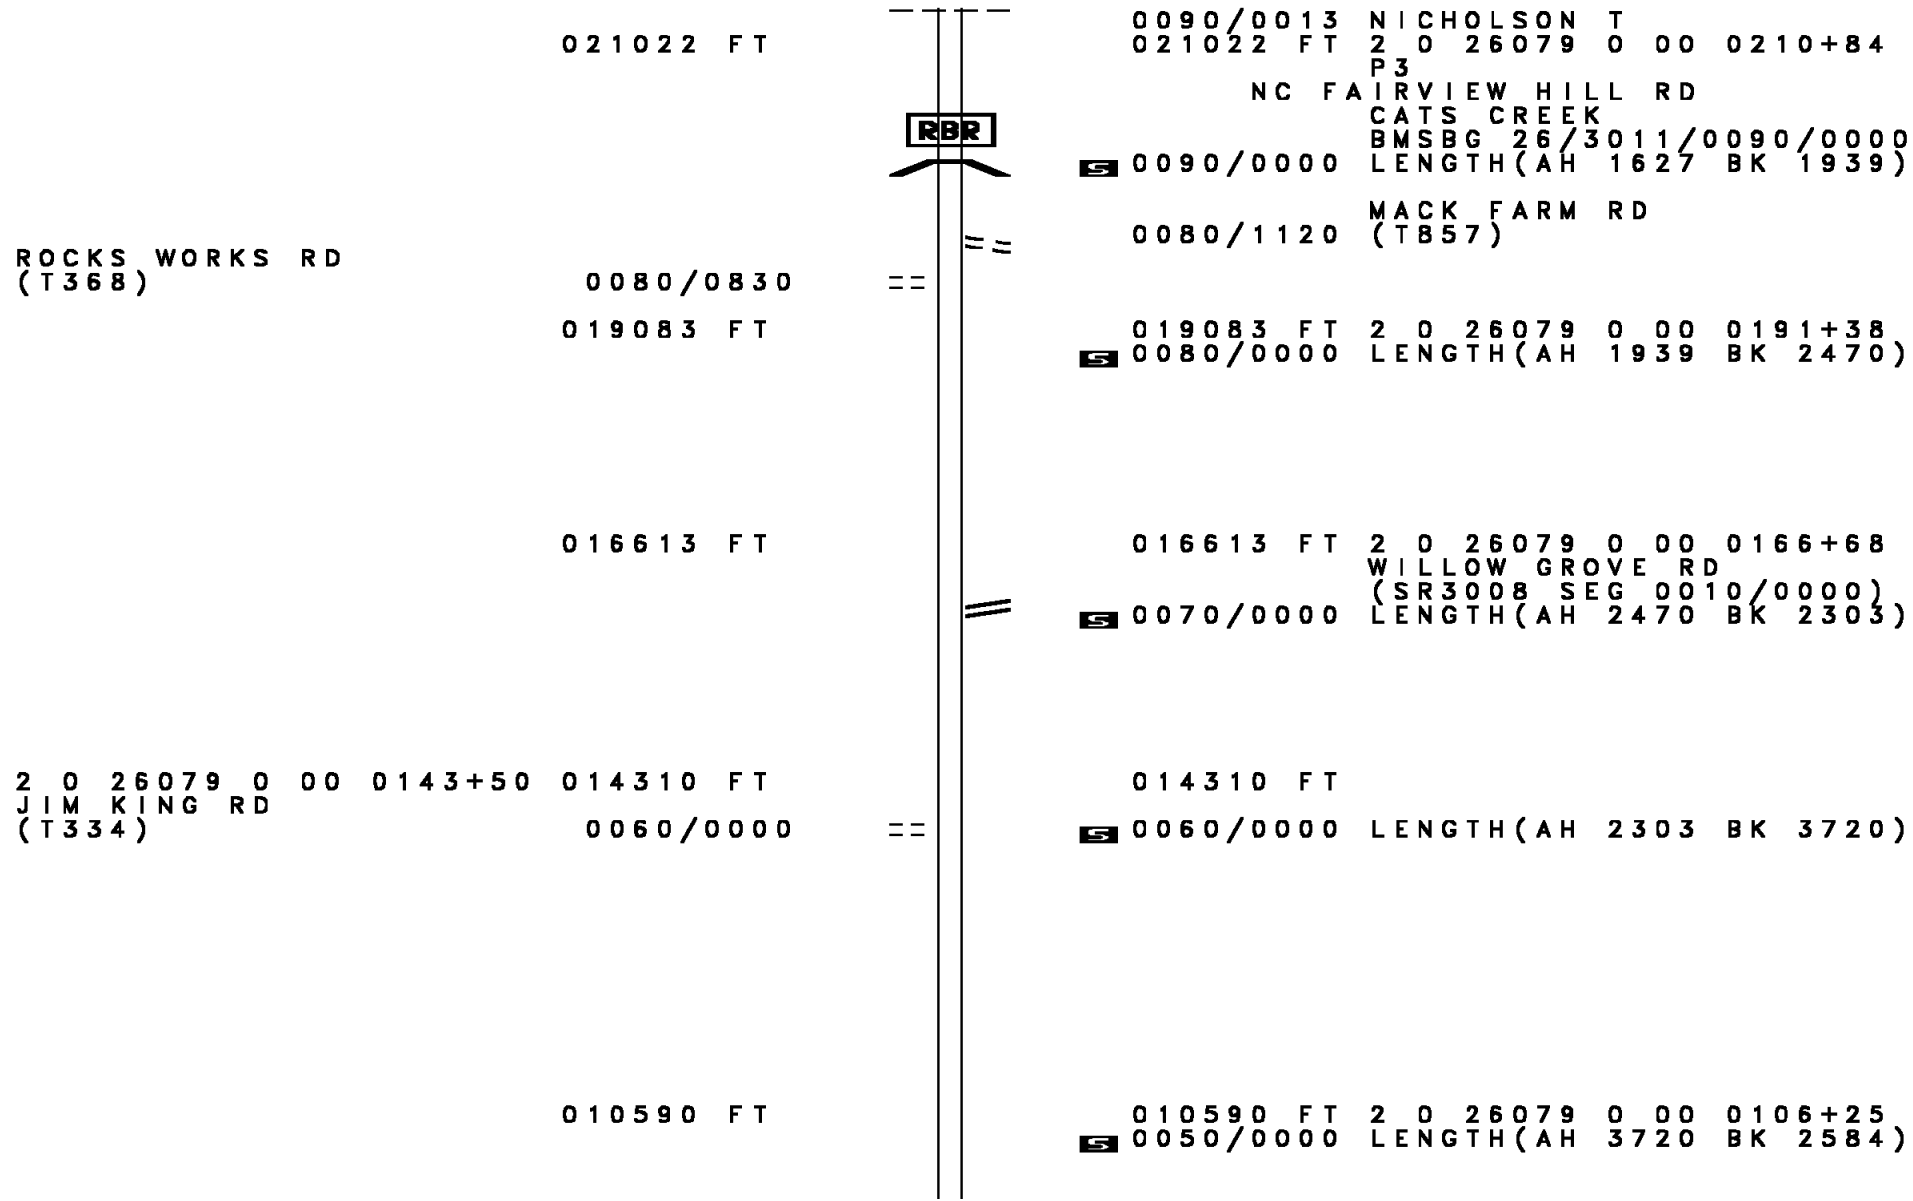 0090/0013 NICHOLSON T
021022 FT 021022 FT 2 0 26079 0 00 0210+84
P3
NC FAIRVIEW HILL RD
CATS CREEK
RBR BMSBG 26/3011/0090/0000
S 0090/0000 LENGTH(AH 1627 BK 1939)
MACK FARM RD
0080/1120 (T857)
ROCKS WORKS RD
(T368) 0080/0830
019083 FT 019083 FT 2 0 26079 0 00 0191+38
S 0080/0000 LENGTH(AH 1939 BK 2470)
016613 FT 016613 FT 2 0 26079 0 00 0166+68
WILLOW GROVE RD
(SR3008 SEG 0010/0000)
S 0070/0000 LENGTH(AH 2470 BK 2303)
2 0 26079 0 00 0143+50 014310 FT 014310 FT
JIM KING RD
(T334) 0060/0000 S 0060/0000 LENGTH(AH 2303 BK 3720)
010590 FT 010590 FT 2 0 26079 0 00 0106+25
S 0050/0000 LENGTH(AH 3720 BK 2584)